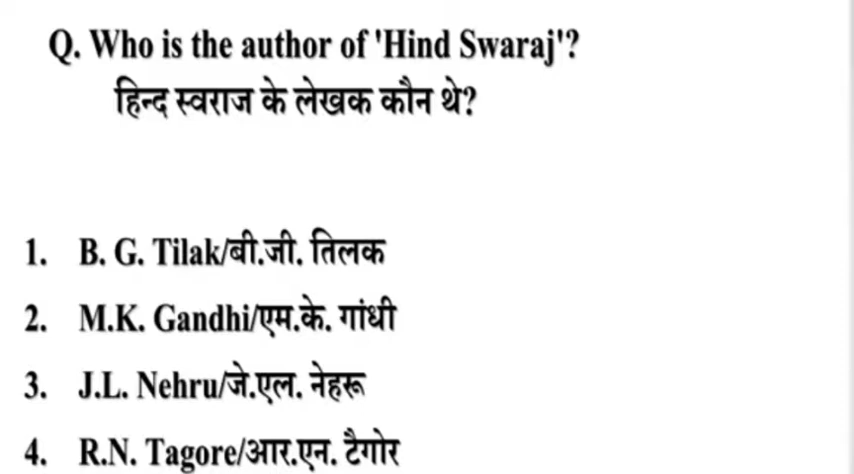 Q. Who is the author of 'Hind Swaraj'?
हिन्द स्वराज के लेखक कौन थे?
1. B. G. Tilak/बी.जी. तिलक
2. M.K. Gandhi/एम.के. गांधी
3. J.L. Nehru/जे.एल. नेहरू
4. R.N. Tagore/आर.एन. टैगोर